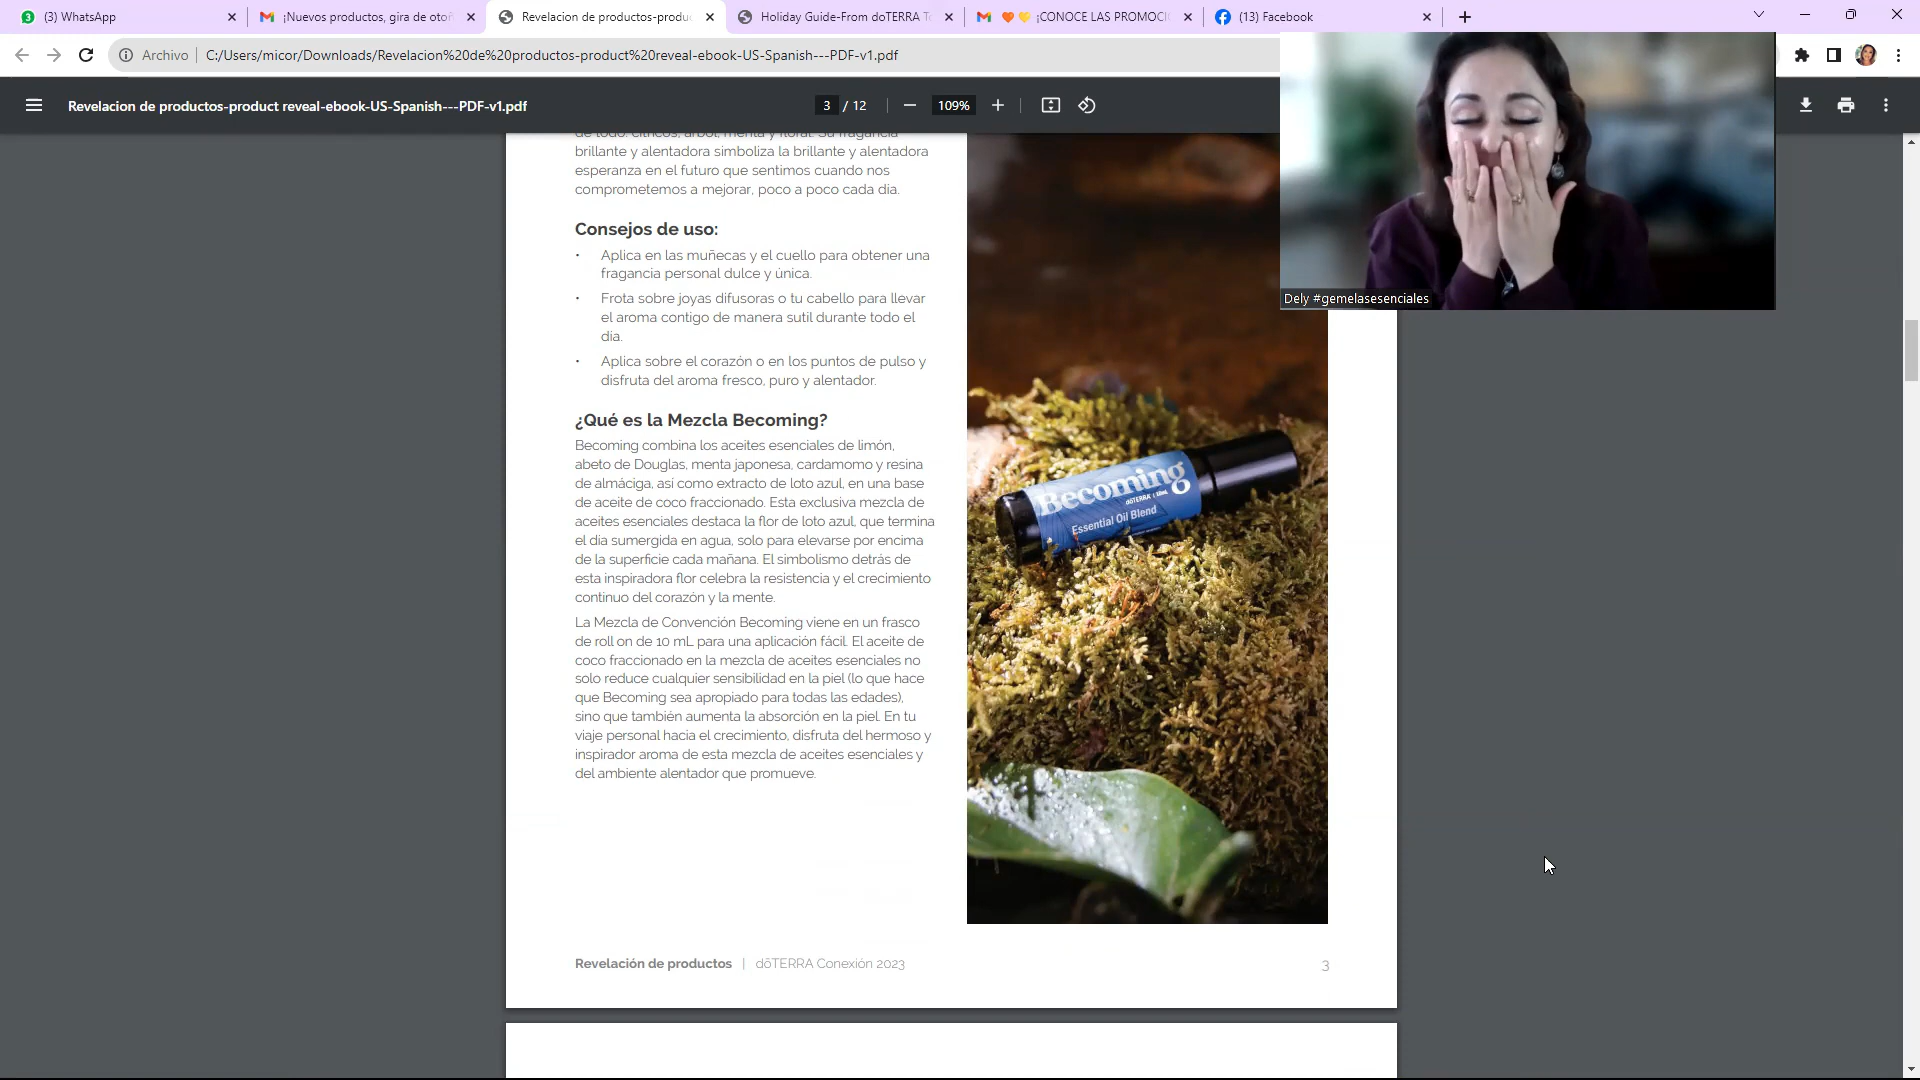 (3) WhatsApp
¡Nuevos productos, gira de otoñ
Revelacion de productos-produ
Holiday Guide-From doTERRA T
¡CONOCE LAS PROMOCI
(13) Facebook
Archivo
C:/Users/micor/Downloads/Revelacion%20de%20productos-product%20reveal-ebook-US-Spanish---PDF-v1.pdf
Revelacion de productos-product reveal-ebook-US-Spanish---PDF-v1.pdf
3 / 12
109%
de todo: cítricos, árbol, menta y floral. Su fragancia
brillante y alentadora simboliza la brillante y alentadora
esperanza en el futuro que sentimos cuando nos
comprometemos a mejorar, poco a poco cada día.
Consejos de uso:
• Aplica en las muñecas y el cuello para obtener una
fragancia personal dulce y única.
• Frota sobre joyas difusoras o tu cabello para llevar
el aroma contigo de manera sutil durante todo el
día.
• Aplica sobre el corazón o en los puntos de pulso y
disfruta del aroma fresco, puro y alentador.
¿Qué es la Mezcla Becoming?
Becoming combina los aceites esenciales de limón,
abeto de Douglas, menta japonesa, cardamomo y resina
de almáciga, así como extracto de loto azul, en una base
de aceite de coco fraccionado. Esta exclusiva mezcla de
aceites esenciales destaca la flor de loto azul, que termina
el día sumergida en agua, solo para elevarse por encima
de la superficie cada mañana. El simbolismo detrás de
esta inspiradora flor celebra la resistencia y el crecimiento
continuo del corazón y la mente.
La Mezcla de Convención Becoming viene en un frasco
de roll on de 10 mL para una aplicación fácil. El aceite de
coco fraccionado en la mezcla de aceites esenciales no
solo reduce cualquier sensibilidad en la piel (lo que hace
que Becoming sea apropiado para todas las edades),
sino que también aumenta la absorción en la piel. En tu
viaje personal hacia el crecimiento, disfruta del hermoso y
inspirador aroma de esta mezcla de aceites esenciales y
del ambiente alentador que promueve.
Becoming
dōTERRA | 10mL
Essential Oil Blend
Dely #gemelasesenciales
Revelación de productos | dōTERRA Conexión 2023
3